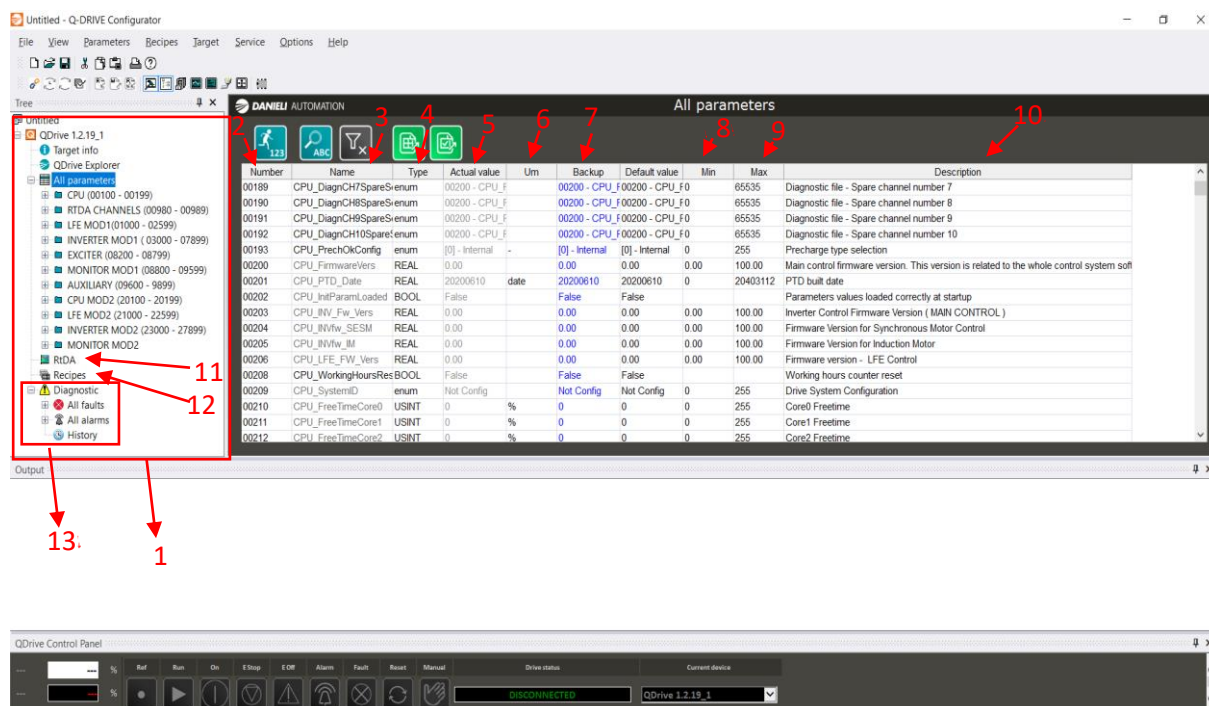 Untitled - Q-DRIVE Configurator
File View Parameters Recipes Target Service Options Help
Tree
Untitled
QDrive 1.2.19_1
Target info
QDrive Explorer
All parameters
CPU (00100 - 00199)
RTDA CHANNELS (00980 - 00989)
LFE MOD1(01000 - 02599)
INVERTER MOD1 ( 03000 - 07899)
EXCITER (08200 - 08799)
MONITOR MOD1 (08800 - 09599)
AUXILIARY (09600 - 9899)
CPU MOD2 (20100 - 20199)
LFE MOD2 (21000 - 22599)
INVERTER MOD2 (23000 - 27899)
MONITOR MOD2
RtDA
Recipes
Diagnostic
All faults
All alarms
History
DANIELI AUTOMATION All parameters
2 3 4 5 6 7 8 9 10
123 ABC
Number Name Type Actual value Um Backup Default value Min Max Description
00189 CPU_DiagnCH7SpareS enum 00200 - CPU_F 00200 - CPU_F 00200 - CPU_F 0 65535 Diagnostic file - Spare channel number 7
00190 CPU_DiagnCH8SpareS enum 00200 - CPU_F 00200 - CPU_F 00200 - CPU_F 0 65535 Diagnostic file - Spare channel number 8
00191 CPU_DiagnCH9SpareS enum 00200 - CPU_F 00200 - CPU_F 00200 - CPU_F 0 65535 Diagnostic file - Spare channel number 9
00192 CPU_DiagnCH10Spare enum 00200 - CPU_F 00200 - CPU_F 00200 - CPU_F 0 65535 Diagnostic file - Spare channel number 10
00193 CPU_PrechOkConfig enum [0] - Internal - [0] - Internal [0] - Internal 0 255 Precharge type selection
00200 CPU_FirmwareVers REAL 0.00 0.00 0.00 0.00 100.00 Main control firmware version. This version is related to the whole control system soft
00201 CPU_PTD_Date REAL 20200610 date 20200610 20200610 0 20403112 PTD built date
00202 CPU_IntParamLoaded BOOL False False False Parameters values loaded correctly at startup
00203 CPU_INV_Fw_Vers REAL 0.00 0.00 0.00 0.00 100.00 Inverter Control Firmware Version ( MAIN CONTROL )
00204 CPU_INVfw_SESM REAL 0.00 0.00 0.00 0.00 100.00 Firmware Version for Synchronous Motor Control
00205 CPU_INVfw_IM REAL 0.00 0.00 0.00 0.00 100.00 Firmware Version for Induction Motor
00206 CPU_LFE_FW_Vers REAL 0.00 0.00 0.00 0.00 100.00 Firmware version - LFE Control
00208 CPU_WorkingHoursRes BOOL False False False Working hours counter reset
00209 CPU_SystemID enum Not Config Not Config Not Config 0 255 Drive System Configuration
00210 CPU_FreeTimeCore0 USINT 0 % 0 0 0 255 Core0 Freetime
00211 CPU_FreeTimeCore1 USINT 0 % 0 0 0 255 Core1 Freetime
00212 CPU_FreeTimeCore2 USINT 0 % 0 0 0 255 Core2 Freetime
11
12
Output
13
1
QDrive Control Panel
--- --- % Ref Run On EStop EOff Alarm Fault Reset Manual Drive status Current device
--- --- % DISCONNECTED QDrive 1.2.19_1